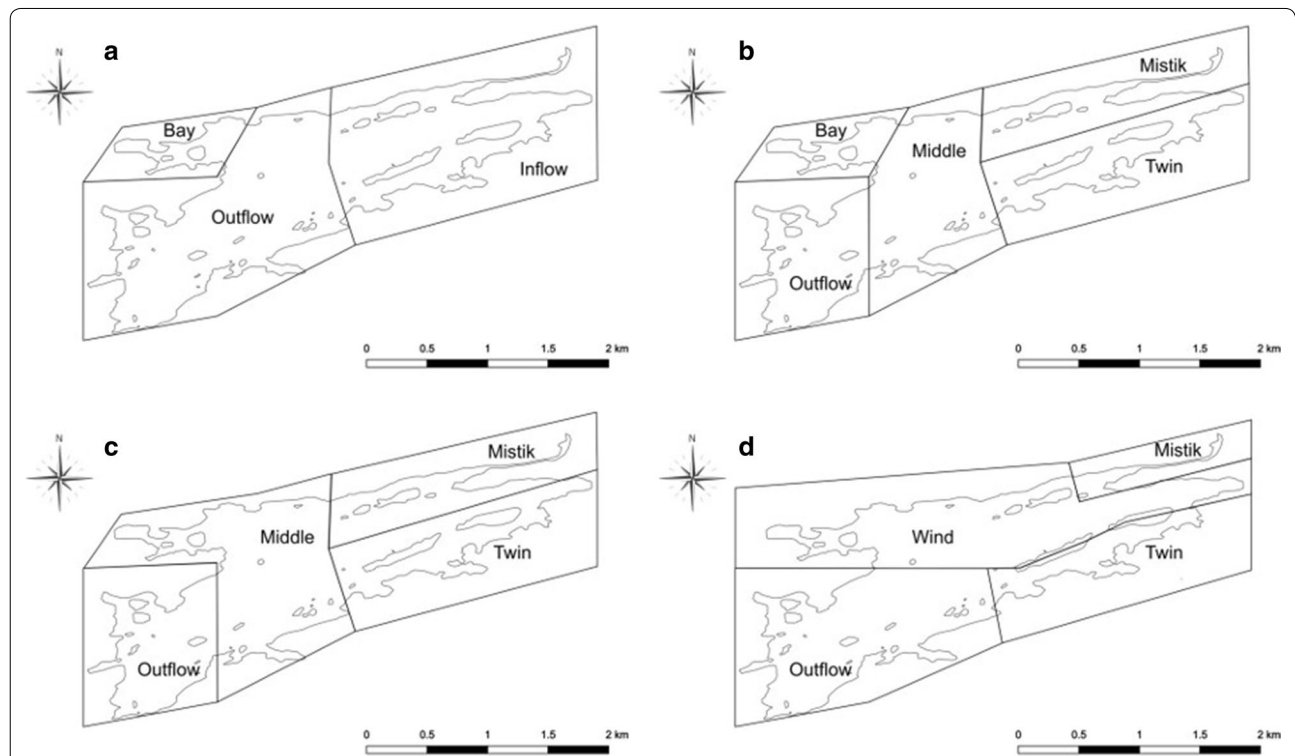 a
N
Bay
Outflow
Inflow
0 0.5 1 1.5 2 km
b
N
Mistik
Bay
Middle
Twin
Outflow
0 0.5 1 1.5 2 km
c
N
Mistik
Middle
Twin
Outflow
0 0.5 1 1.5 2 km
d
N
Mistik
Wind
Twin
Outflow
0 0.5 1 1.5 2 km